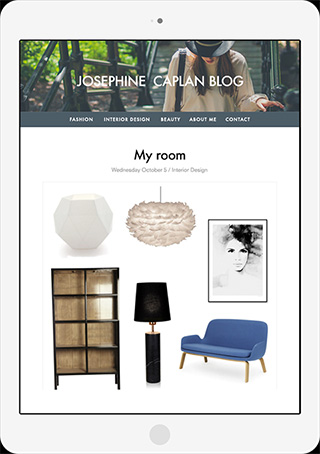 JOSEPHINE CAPLAN BLOG
FASHION INTERIOR DESIGN BEAUTY ABOUT ME CONTACT
My room
Wednesday October 5 / Interior Design